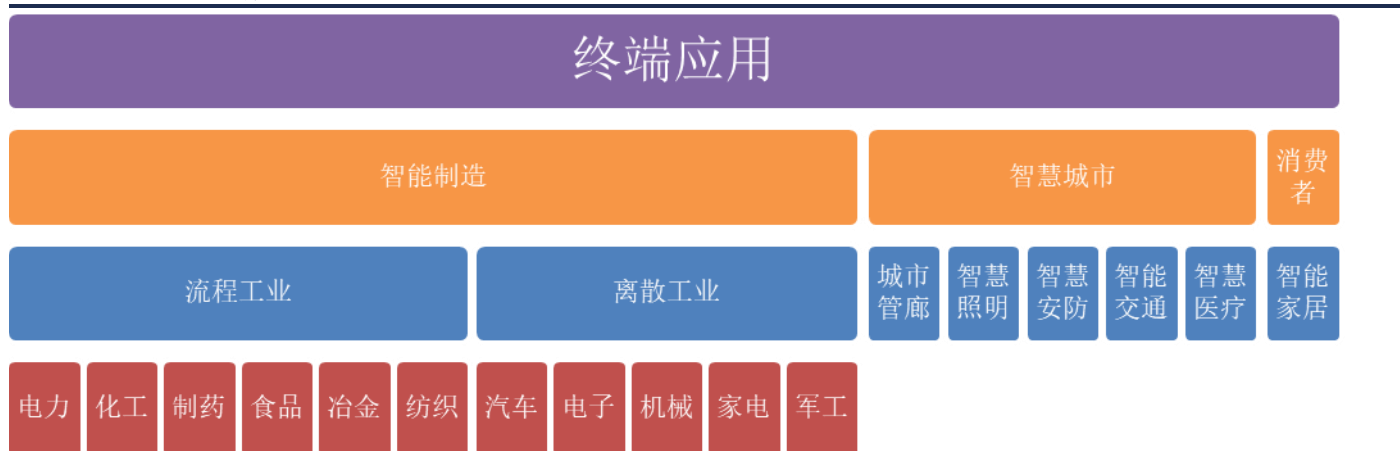 终端应用
智能制造
智慧城市
消费
者
流程工业
离散工业
城市
管廊
智慧
照明
智慧
安防
智能
交通
智慧
医疗
智能
家居
电力
化工
制药
食品
冶金
纺织
汽车
电子
机械
家电
军工